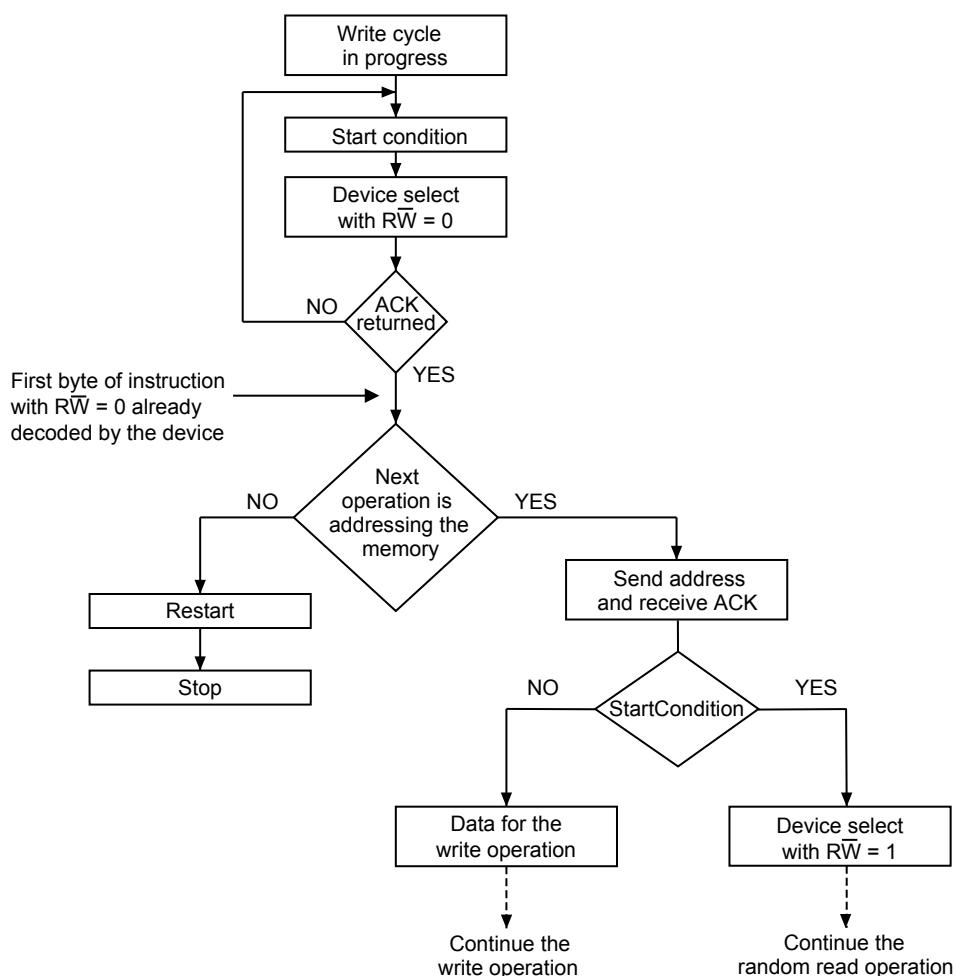 Write cycle
in progress
Start condition
Device select
with RW̅ = 0
NO
ACK
returned
YES
First byte of instruction
with RW̅ = 0 already
decoded by the device
Next
operation is
addressing the
memory
NO
YES
Restart
Send address
and receive ACK
Stop
NO
YES
StartCondition
Data for the
write operation
Device select
with RW̅ = 1
Continue the
write operation
Continue the
random read operation